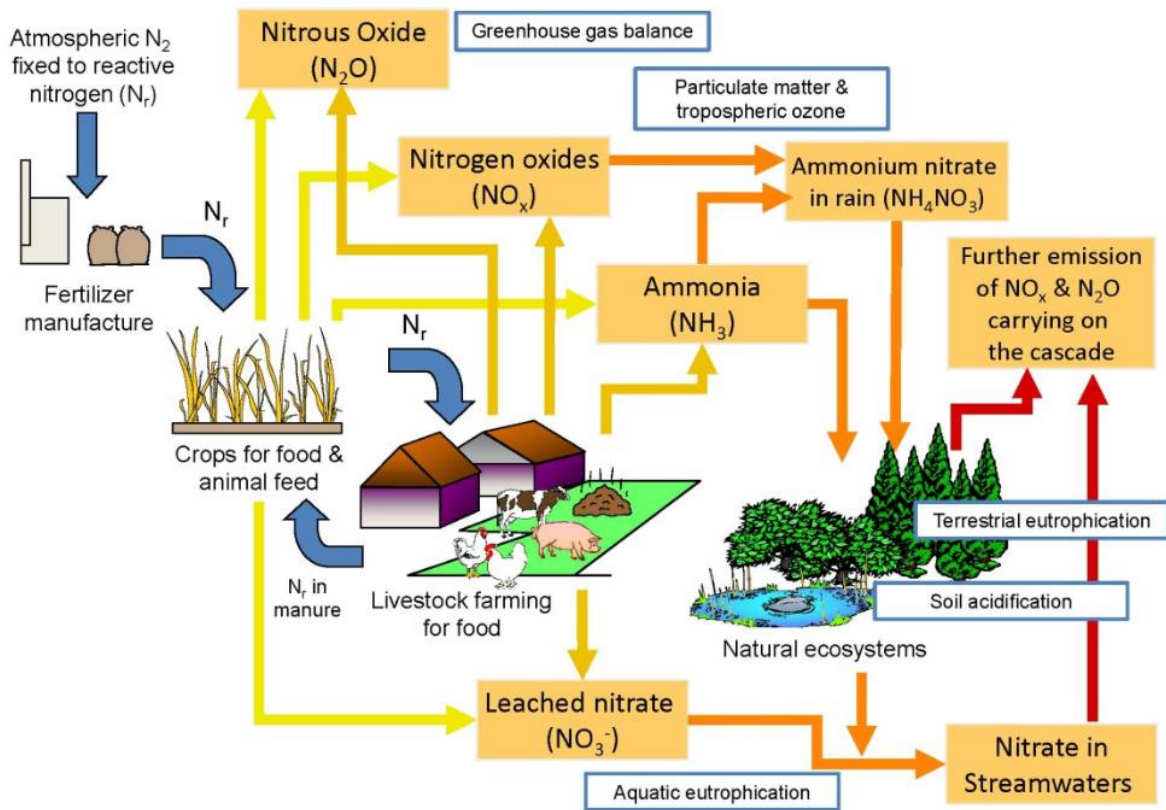 Atmospheric N₂
fixed to reactive
nitrogen (Nᵣ)
Nitrous Oxide
(N₂O)
Greenhouse gas balance
Particulate matter &
tropospheric ozone
Nitrogen oxides
(NOₓ)
Ammonium nitrate
in rain (NH₄NO₃)
Nᵣ
Fertilizer
manufacture
Ammonia
(NH₃)
Further emission
of NOₓ & N₂O
carrying on
the cascade
Nᵣ
Crops for food &
animal feed
Nᵣ in
manure
Livestock farming
for food
Terrestrial eutrophication
Soil acidification
Natural ecosystems
Leached nitrate
(NO₃⁻)
Aquatic eutrophication
Nitrate in
Streamwaters